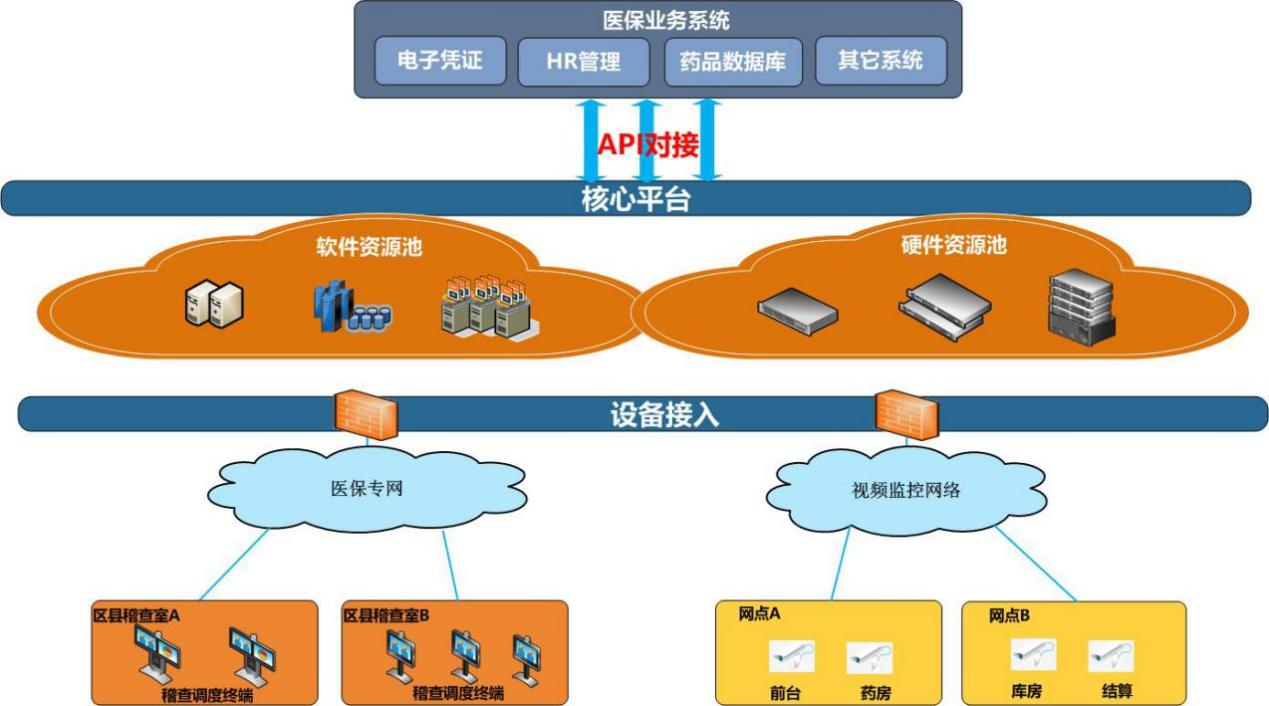 医保业务系统
电子凭证 HR管理 药品数据库 其它系统
API对接
核心平台
软件资源池 硬件资源池
设备接入
医保专网 视频监控网络
区县稽查室A 区县稽查室B 网点A 网点B
稽查调度终端 稽查调度终端 前台 药房 库房 结算